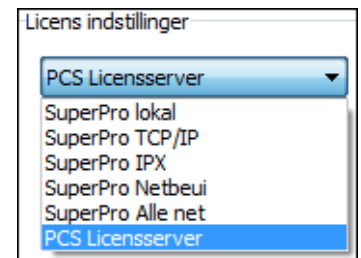 Licens indstillinger
PCS Licensserver
SuperPro lokal
SuperPro TCP/IP
SuperPro IPX
SuperPro Netbeui
SuperPro Alle net
PCS Licensserver